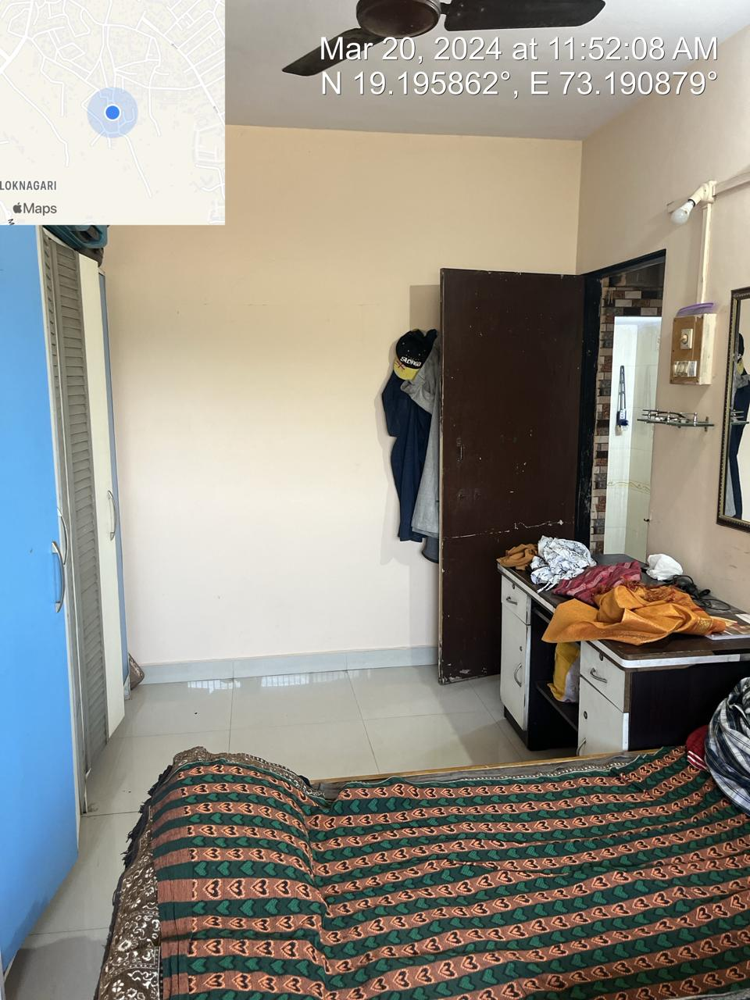 Mar 20, 2024 at 11:52:08 AM
N 19.195862°, E 73.190879°
LOKNAGARI
Maps